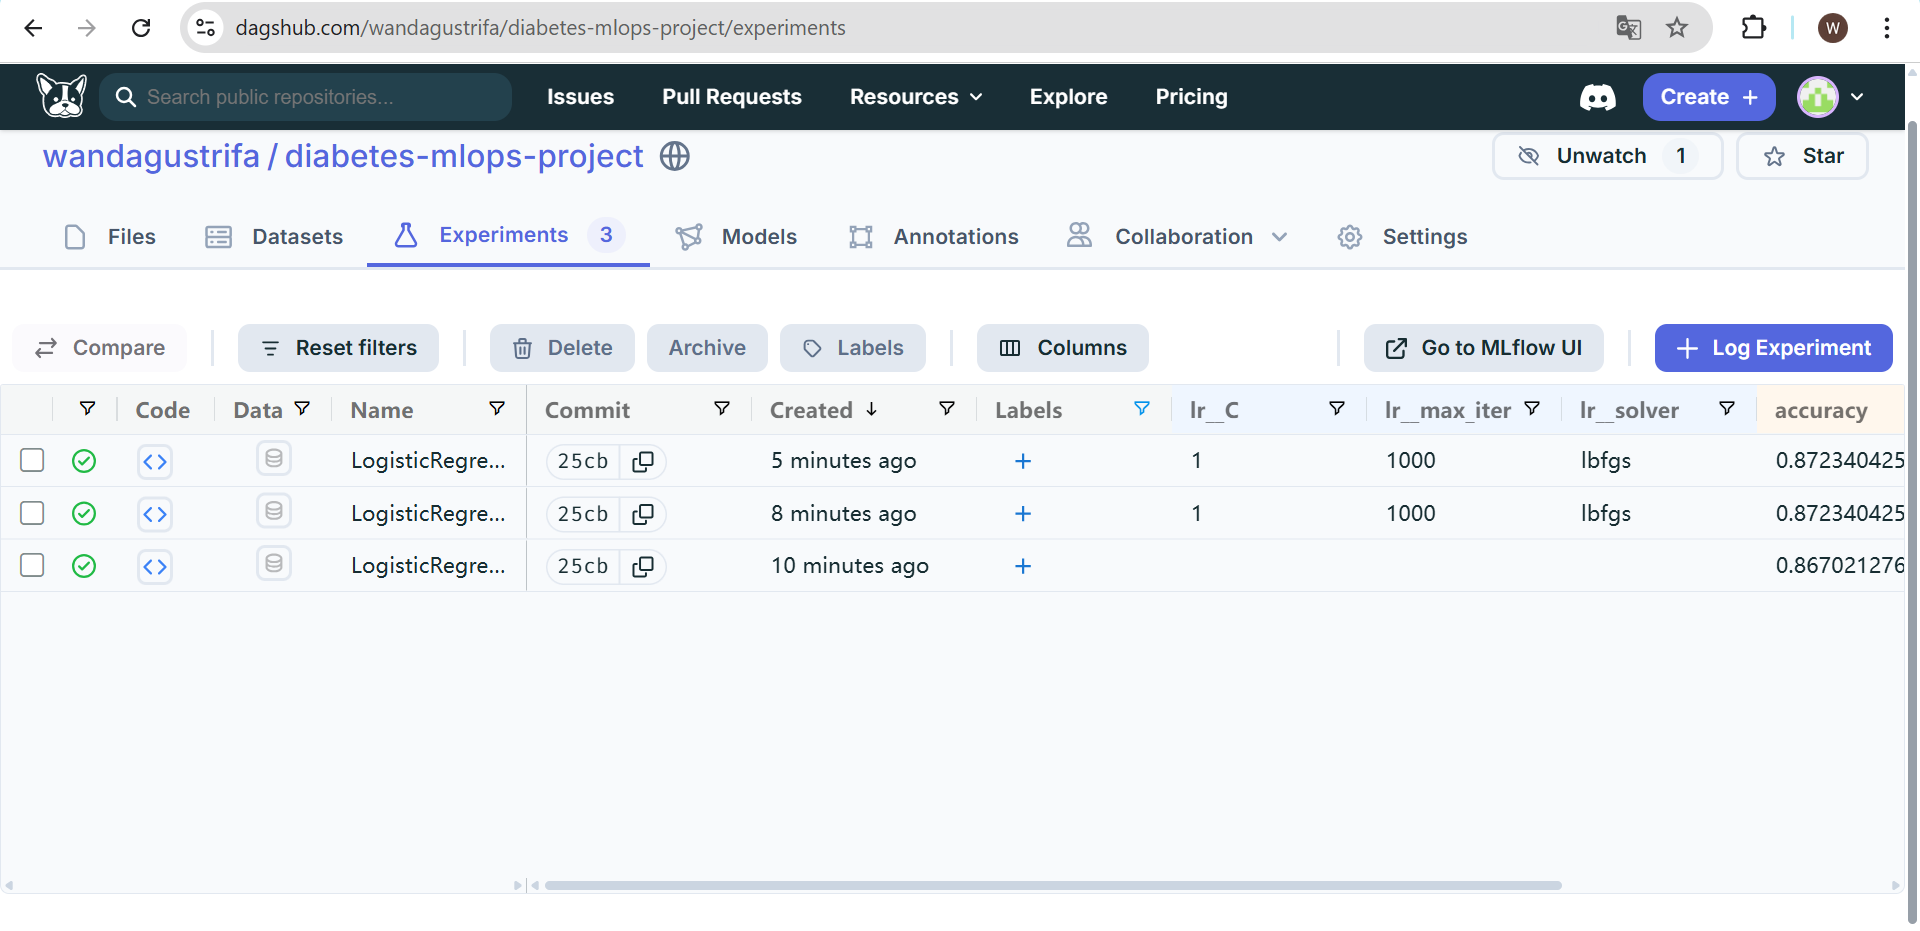 dagshub.com/wandagustrifa/diabetes-mlops-project/experiments
W
Search public repositories...
Issues
Pull Requests
Resources
Explore
Pricing
Create +
wandagustrifa / diabetes-mlops-project
Unwatch 1
Star
Files
Datasets
Experiments 3
Models
Annotations
Collaboration
Settings
Compare
Reset filters
Delete
Archive
Labels
Columns
Go to MLflow UI
+ Log Experiment
Code Data Name Commit Created ↓ Labels lr__C lr__max_iter lr__solver accuracy
LogisticRegre... 25cb 5 minutes ago + 1 1000 lbfgs 0.872340425
LogisticRegre... 25cb 8 minutes ago + 1 1000 lbfgs 0.872340425
LogisticRegre... 25cb 10 minutes ago + 0.867021276